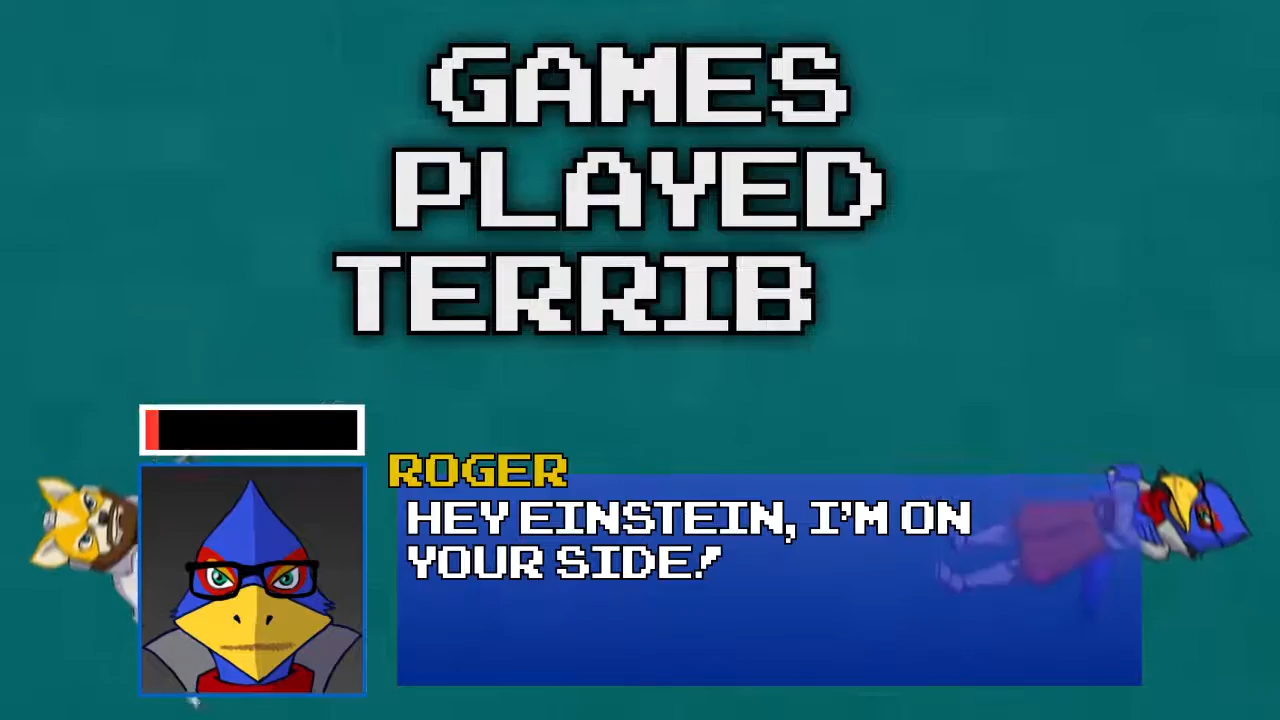 GAMES
PLAYED
TERRIB
ROGER
HEY EINSTEIN, I'M ON
YOUR SIDE!